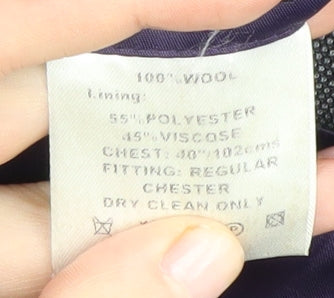 100% WOOL
Lining:
55% POLYESTER
45% VISCOSE
CHEST: 40"/102cms
FITTING: REGULAR
CHESTER
DRY CLEAN ONLY
P